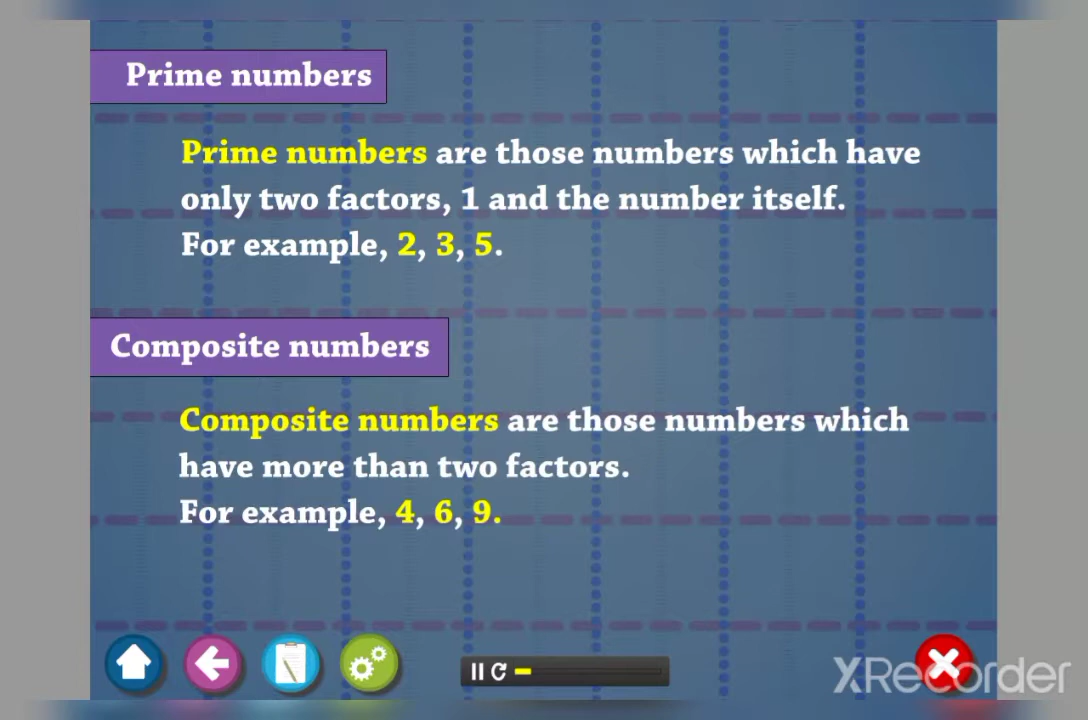 Prime numbers
Prime numbers are those numbers which have
only two factors, 1 and the number itself.
For example, 2, 3, 5.
Composite numbers
Composite numbers are those numbers which
have more than two factors.
For example, 4, 6, 9.
XRecorder